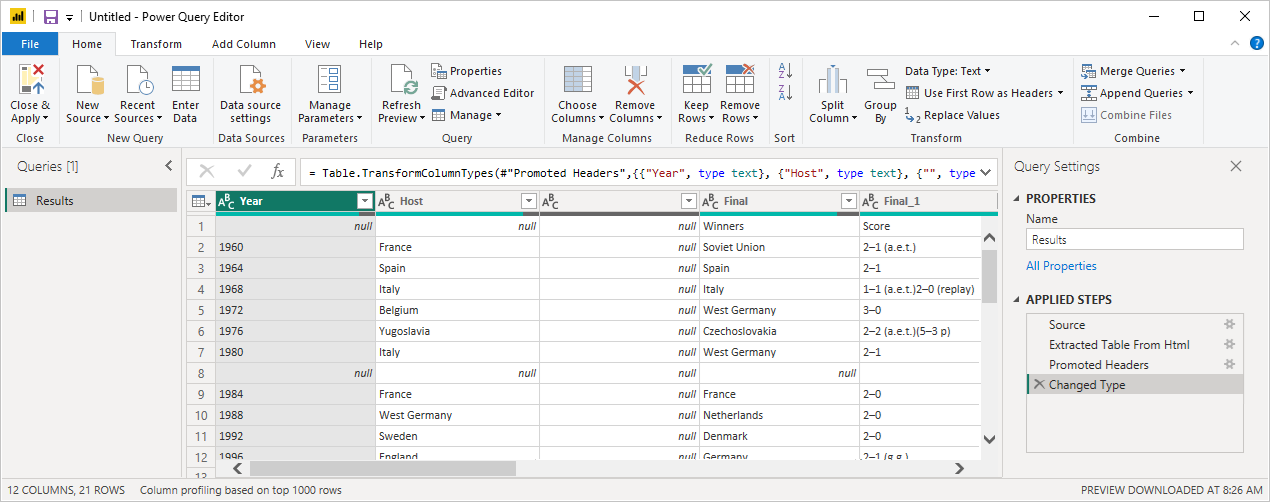 Untitled - Power Query Editor
File Home Transform Add Column View Help
Close & Apply
New Source
Recent Sources
Enter Data
Data source settings
Manage Parameters
Refresh Preview
Properties
Advanced Editor
Manage
Choose Columns
Remove Columns
Keep Rows
Remove Rows
Split Column
Group By
Data Type: Text
Use First Row as Headers
Replace Values
Merge Queries
Append Queries
Combine Files
Close New Query Data Sources Parameters Query Manage Columns Reduce Rows Sort Transform Combine
Queries [1]
Results
= Table.TransformColumnTypes(#"Promoted Headers",{{"Year", type text}, {"Host", type text}, {"", type
Year Host Final Final_1
1 null null null Winners Score
2 1960 France null Soviet Union 2–1 (a.e.t.)
3 1964 Spain null Spain 2–1
4 1968 Italy null Italy 1–1 (a.e.t.)2–0 (replay)
5 1972 Belgium null West Germany 3–0
6 1976 Yugoslavia null Czechoslovakia 2–2 (a.e.t.)(5–3 p)
7 1980 Italy null West Germany 2–1
8 null null null null
9 1984 France null France 2–0
10 1988 West Germany null Netherlands 2–0
11 1992 Sweden null Denmark 2–0
12 1996 England null Germany 2–1 (g.g.)
13
Query Settings
PROPERTIES
Name
Results
All Properties
APPLIED STEPS
Source
Extracted Table From Html
Promoted Headers
Changed Type
12 COLUMNS, 21 ROWS Column profiling based on top 1000 rows
PREVIEW DOWNLOADED AT 8:26 AM